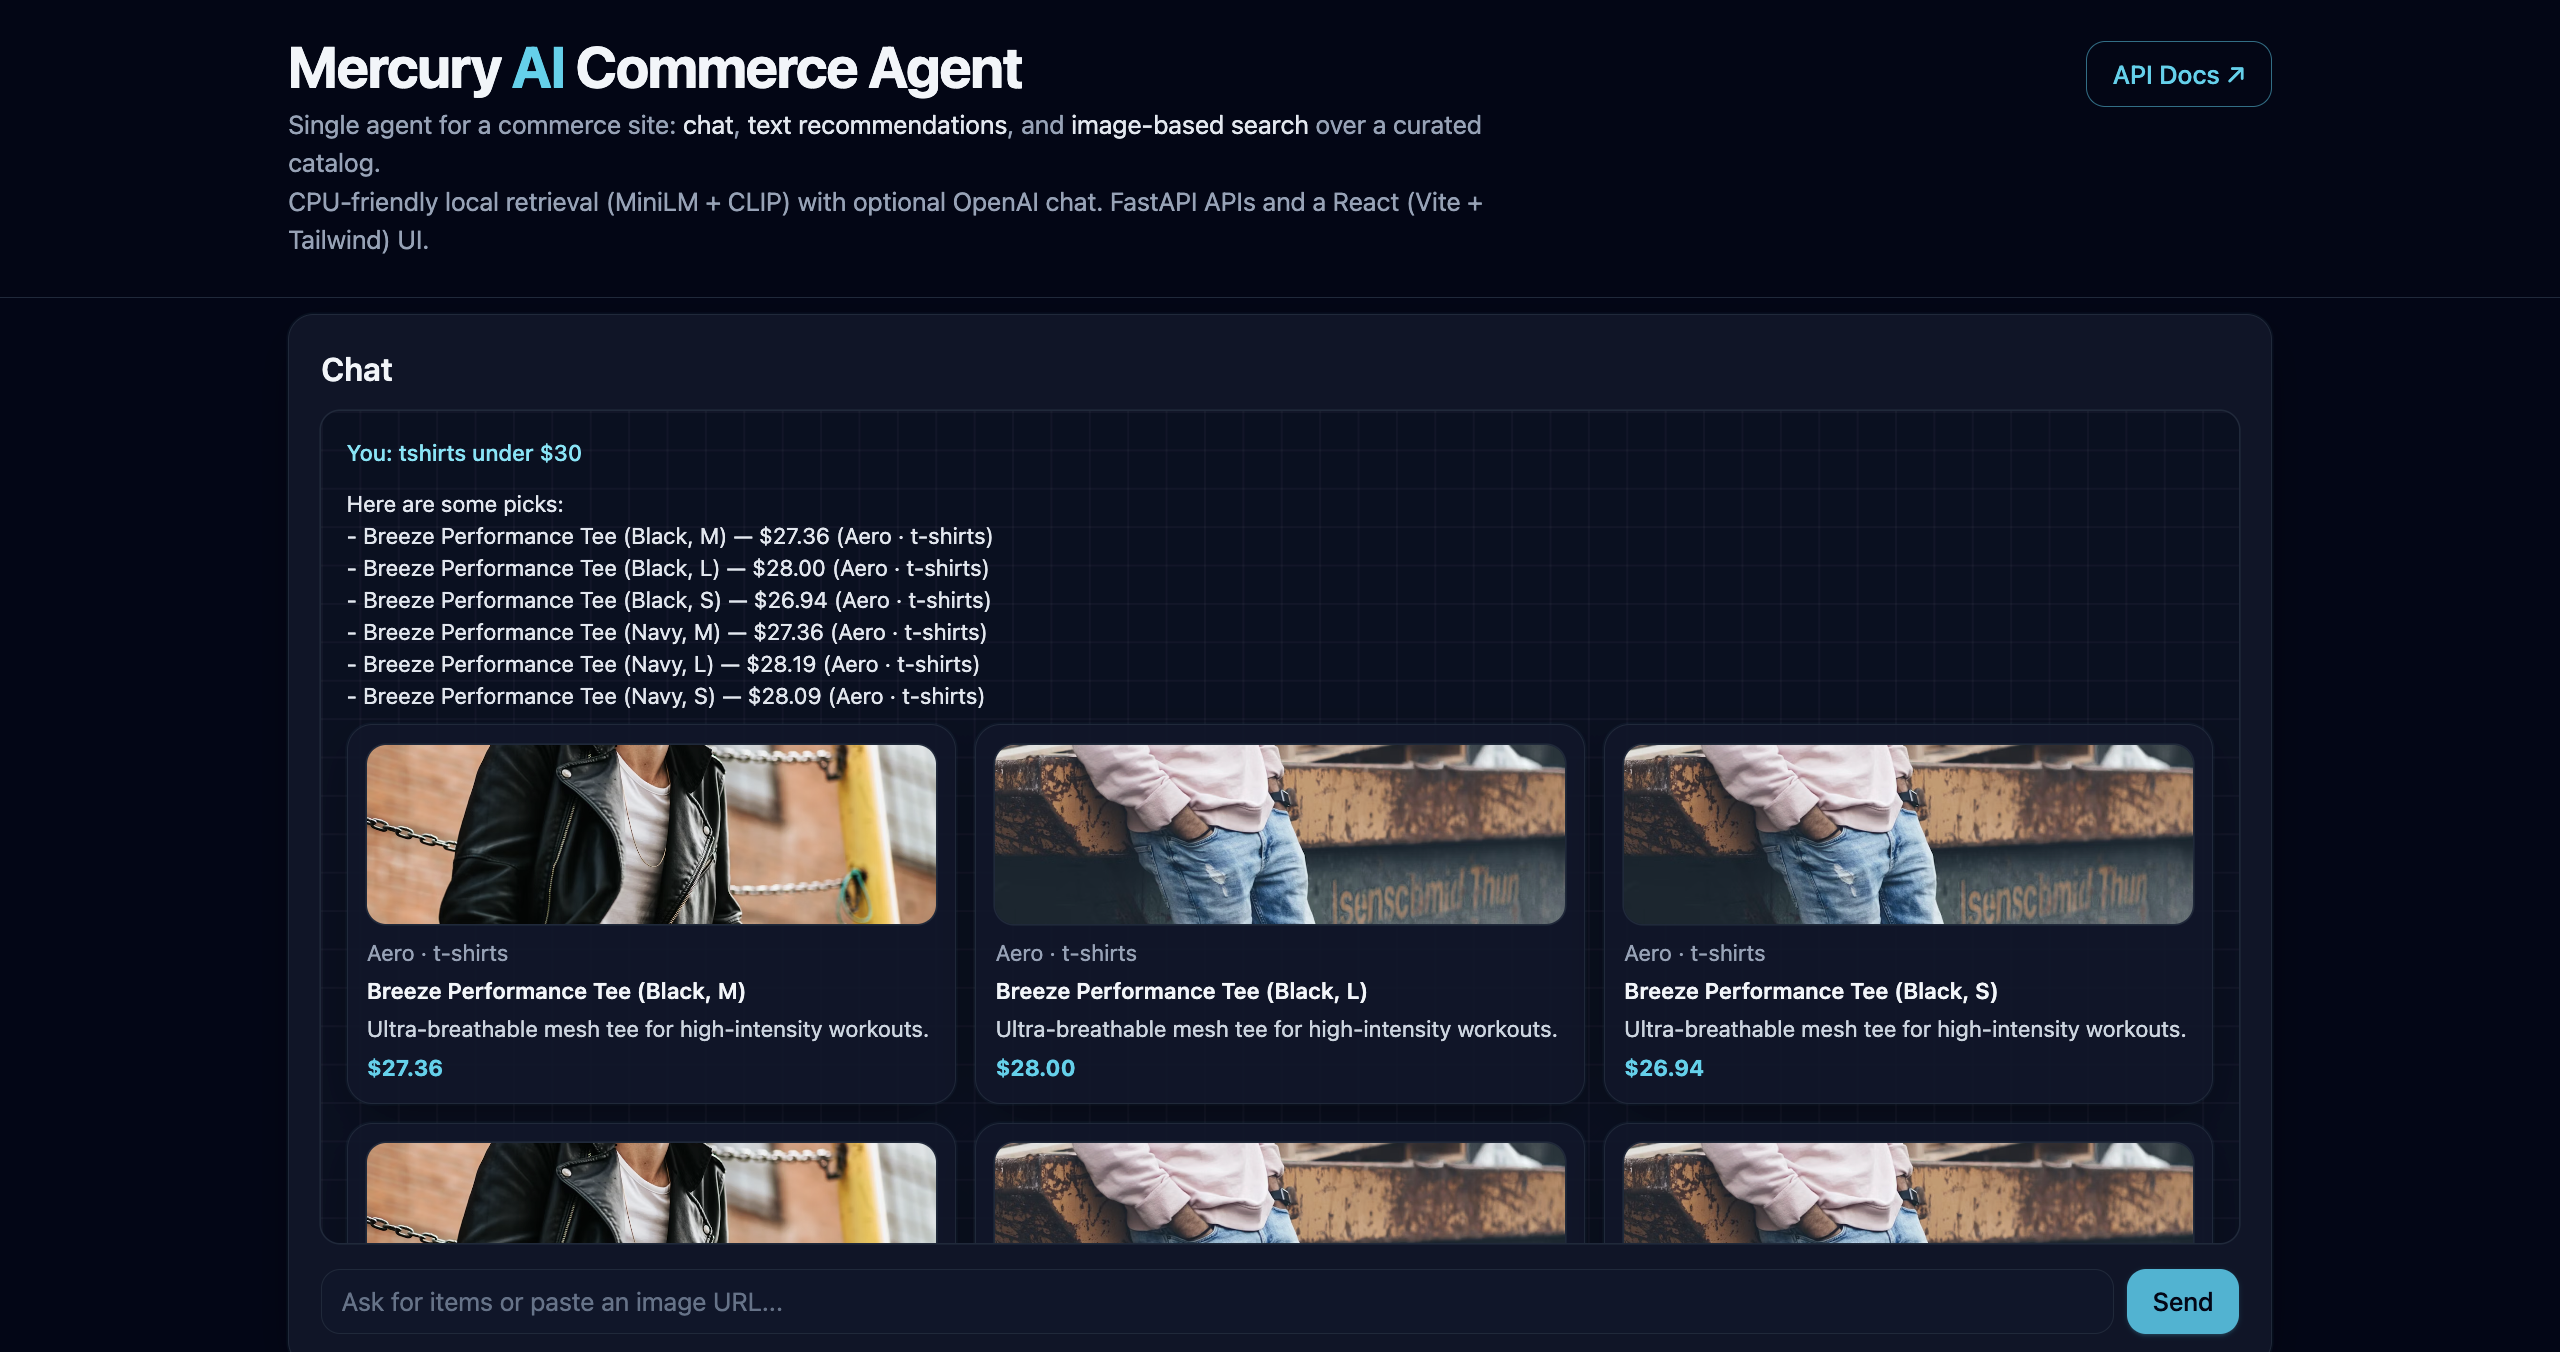 Mercury AI Commerce Agent
API Docs ↗
Single agent for a commerce site: chat, text recommendations, and image-based search over a curated
catalog.
CPU-friendly local retrieval (MiniLM + CLIP) with optional OpenAI chat. FastAPI APIs and a React (Vite +
Tailwind) UI.
Chat
You: tshirts under $30
Here are some picks:
- Breeze Performance Tee (Black, M) — $27.36 (Aero · t-shirts)
- Breeze Performance Tee (Black, L) — $28.00 (Aero · t-shirts)
- Breeze Performance Tee (Black, S) — $26.94 (Aero · t-shirts)
- Breeze Performance Tee (Navy, M) — $27.36 (Aero · t-shirts)
- Breeze Performance Tee (Navy, L) — $28.19 (Aero · t-shirts)
- Breeze Performance Tee (Navy, S) — $28.09 (Aero · t-shirts)
Aero · t-shirts
Breeze Performance Tee (Black, M)
Ultra-breathable mesh tee for high-intensity workouts.
$27.36
Isenschmid Thun
Aero · t-shirts
Breeze Performance Tee (Black, L)
Ultra-breathable mesh tee for high-intensity workouts.
$28.00
Isenschmid Thun
Aero · t-shirts
Breeze Performance Tee (Black, S)
Ultra-breathable mesh tee for high-intensity workouts.
$26.94
Ask for items or paste an image URL...
Send